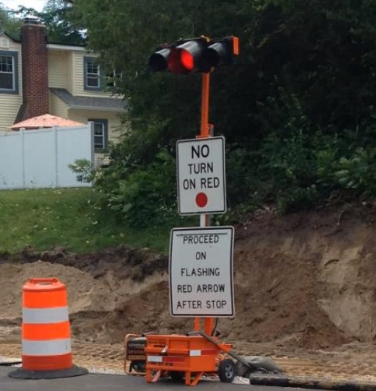 NO
TURN
ON RED
PROCEED
ON
FLASHING
RED ARROW
AFTER STOP